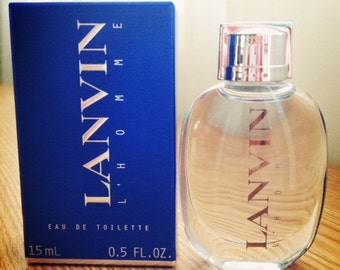 LANVIN
L'HOMME
EAU DE TOILETTE
15 mL 0.5 FL.OZ.
LANVIN
L'HOMME